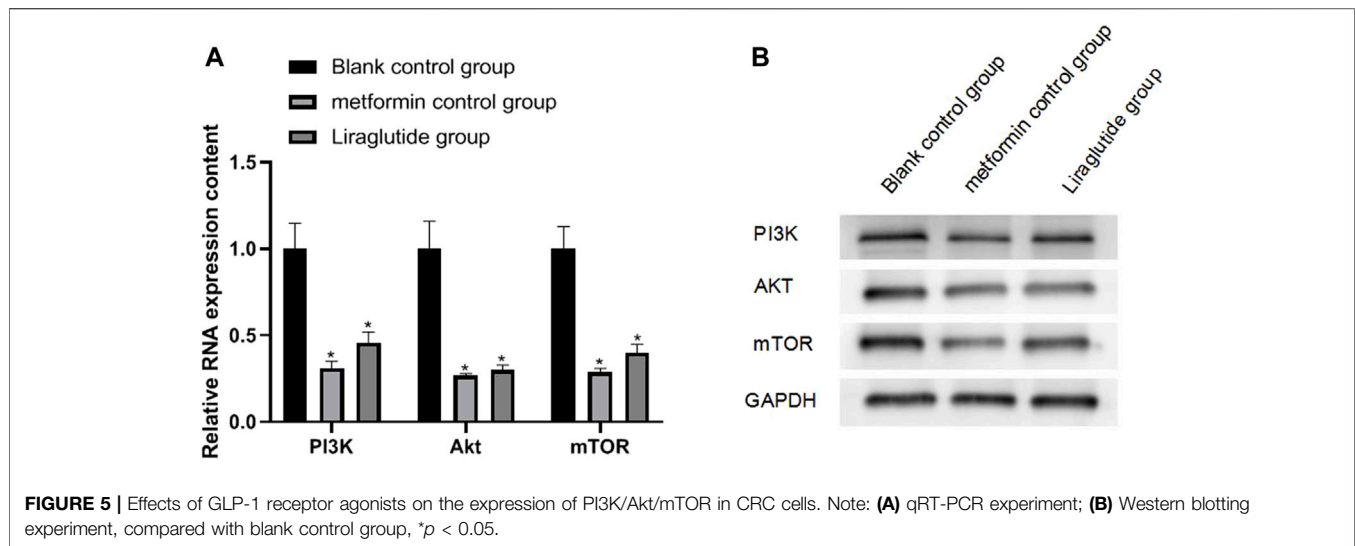 A
Blank control group
metformin control group
Liraglutide group
Relative RNA expression content
1.5
1.0
0.5
0.0
* * * * * *
PI3K Akt mTOR
B
Blank control group
metformin control group
Liraglutide group
PI3K
AKT
mTOR
GAPDH
FIGURE 5 | Effects of GLP-1 receptor agonists on the expression of PI3K/Akt/mTOR in CRC cells. Note: (A) qRT-PCR experiment; (B) Western blotting
experiment, compared with blank control group, *p < 0.05.